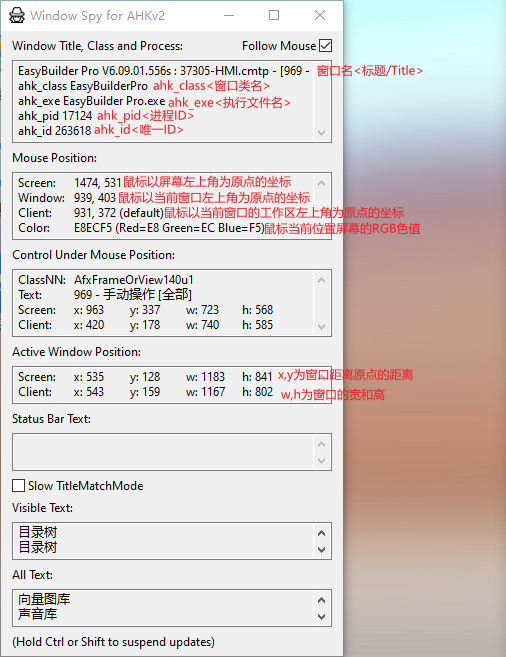 Window Spy for AHKv2
Window Title, Class and Process: Follow Mouse
EasyBuilder Pro V6.09.01.556s : 37305-HMI.cmtp - [969 - 窗口名<标题/Title>
ahk_class EasyBuilderPro ahk_class<窗口类名>
ahk_exe EasyBuilder Pro.exe ahk_exe<执行文件名>
ahk_pid 17124 ahk_pid<进程ID>
ahk_id 263618 ahk_id<唯一ID>
Mouse Position:
Screen: 1474, 531 鼠标以屏幕左上角为原点的坐标
Window: 939, 403 鼠标以当前窗口左上角为原点的坐标
Client: 931, 372 (default) 鼠标以当前窗口的工作区左上角为原点的坐标
Color: E8ECF5 (Red=E8 Green=EC Blue=F5) 鼠标当前位置屏幕的RGB色值
Control Under Mouse Position:
ClassNN: AfxFrameOrView140u1
Text: 969 - 手动操作 [全部]
Screen: x: 963 y: 337 w: 723 h: 568
Client: x: 420 y: 178 w: 740 h: 585
Active Window Position:
Screen: x: 535 y: 128 w: 1183 h: 841 x,y为窗口距离原点的距离
Client: x: 543 y: 159 w: 1167 h: 802 w,h为窗口的宽和高
Status Bar Text:
Slow TitleMatchMode
Visible Text:
目录树
目录树
All Text:
向量图库
声音库
(Hold Ctrl or Shift to suspend updates)